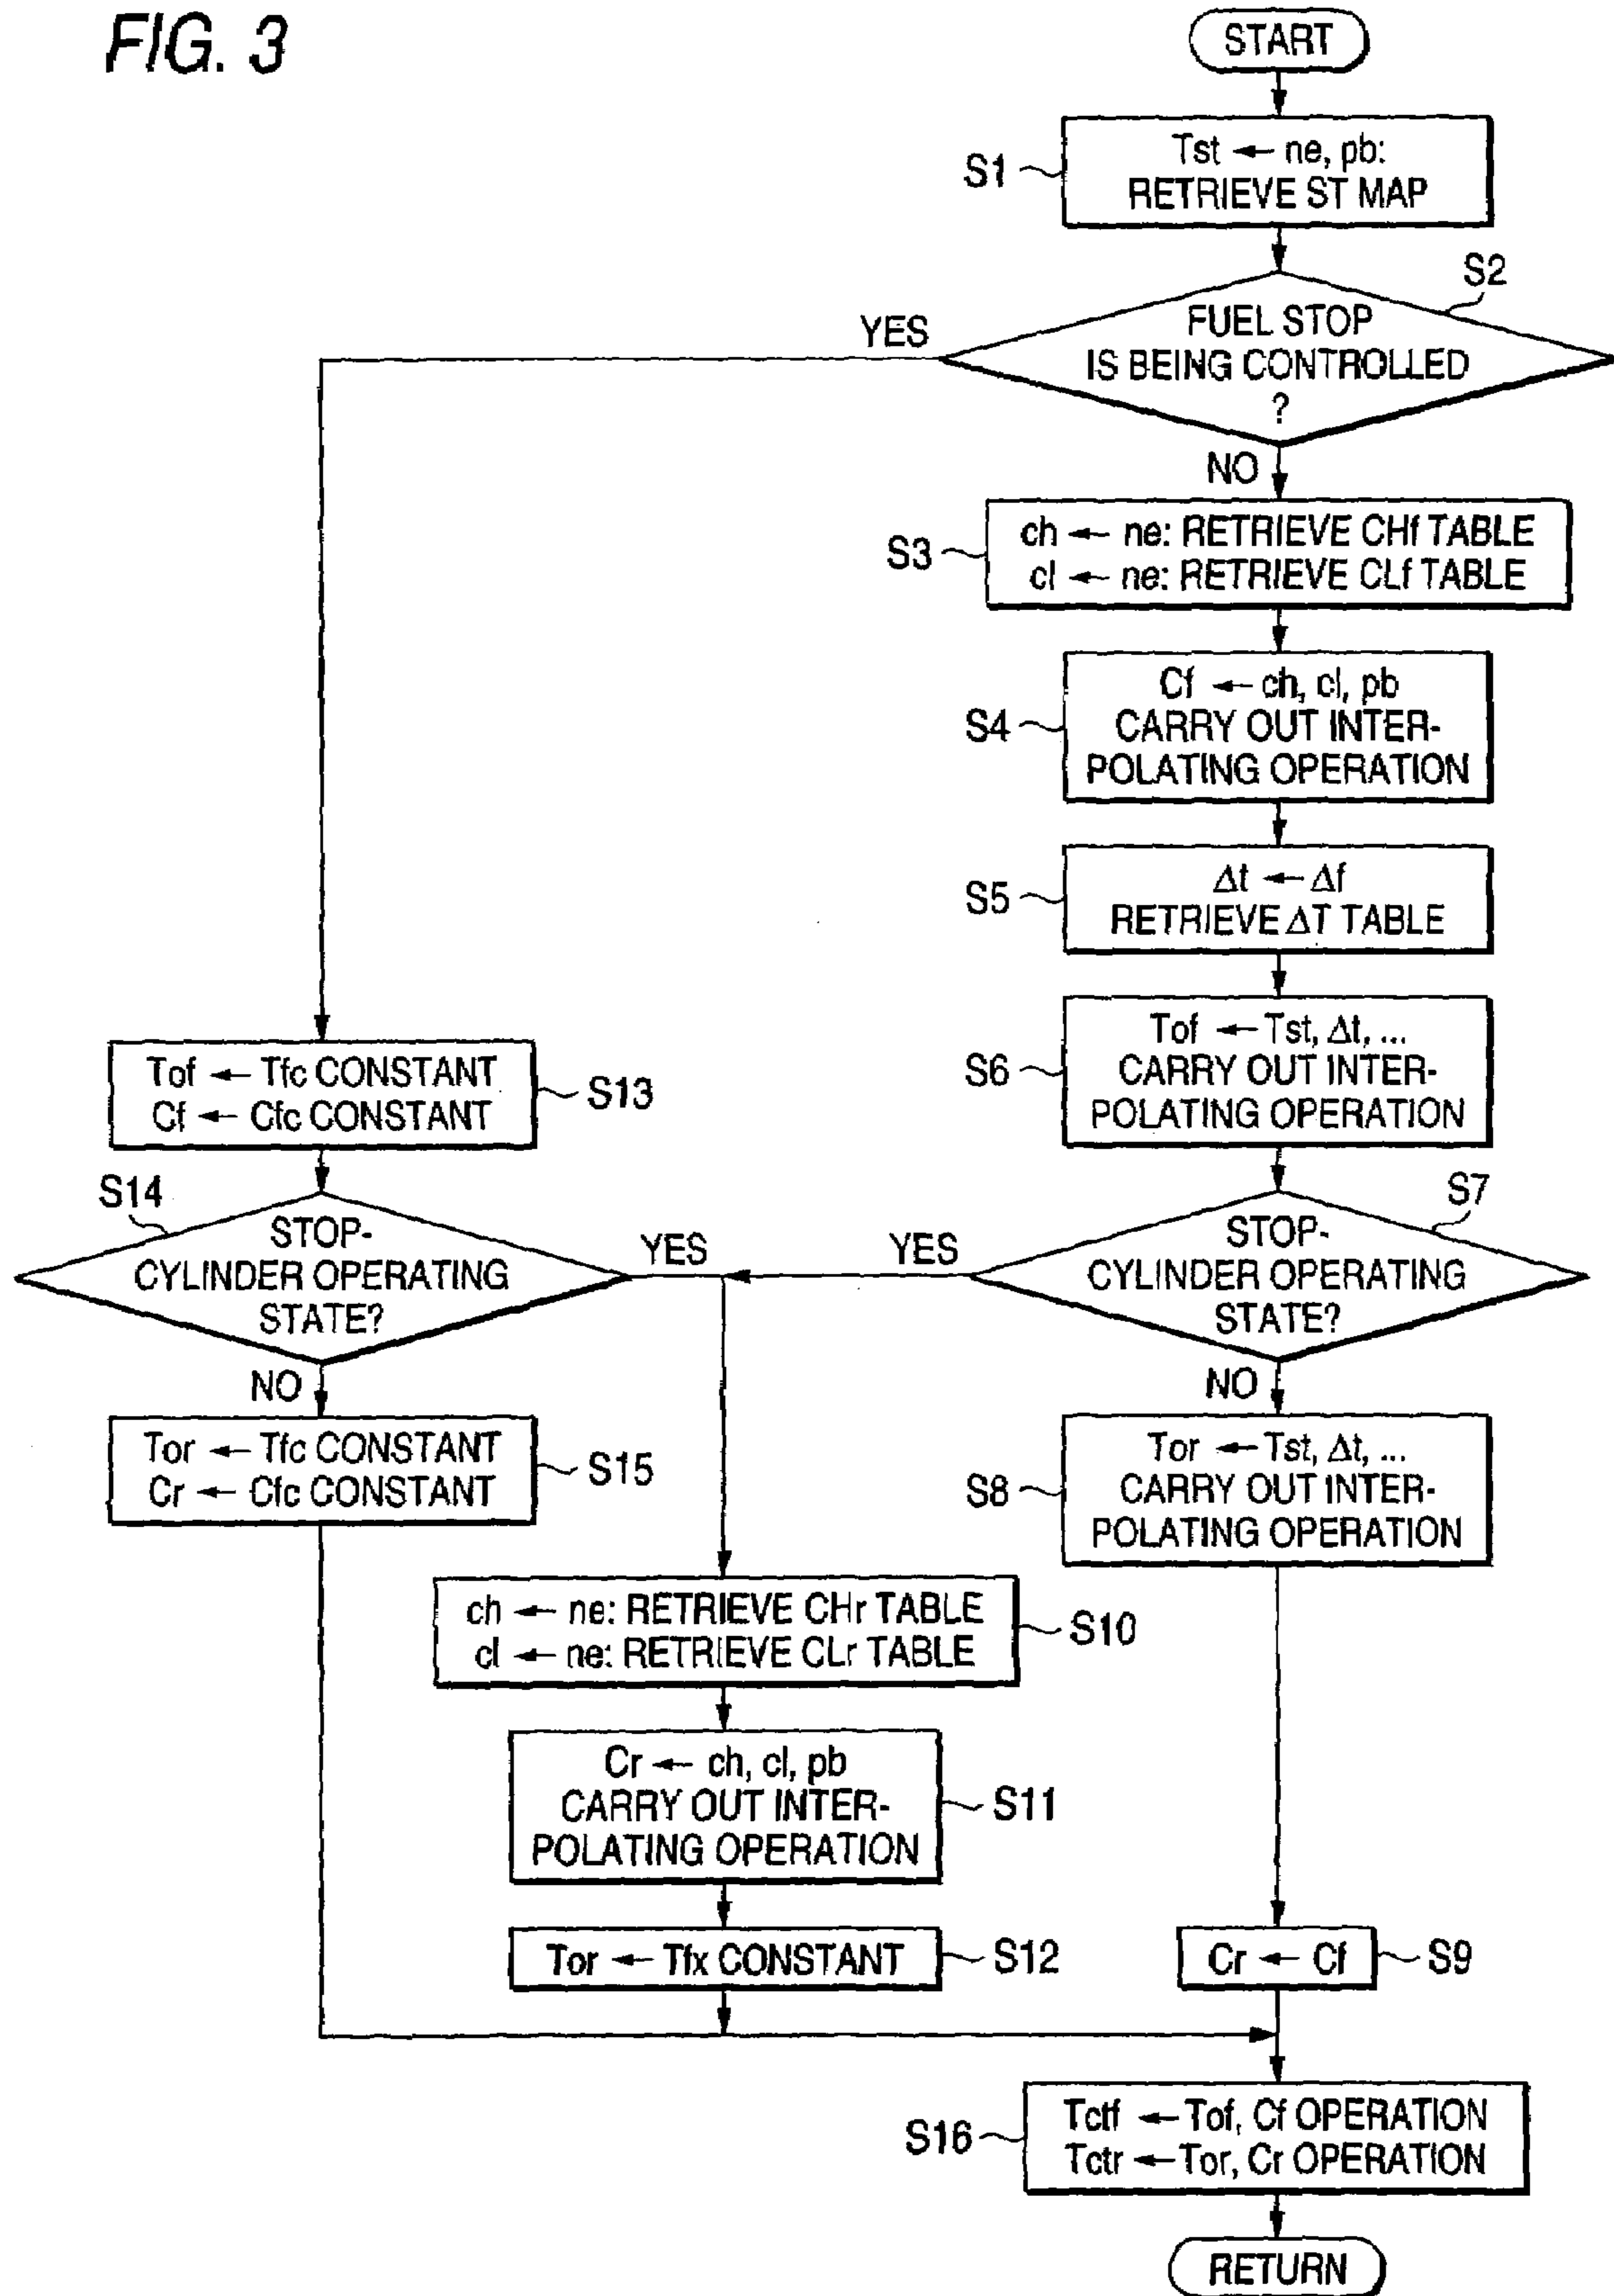 FIG. 3
START
S1
Tst ← ne, pb:
RETRIEVE ST MAP
S2
FUEL STOP
IS BEING CONTROLLED
?
YES
NO
S3
ch ← ne: RETRIEVE CHf TABLE
cl ← ne: RETRIEVE CLf TABLE
S4
Cf ← ch, cl, pb
CARRY OUT INTER-
POLATING OPERATION
S5
Δt ← Δf
RETRIEVE ΔT TABLE
S6
Tof ← Tst, Δt, ...
CARRY OUT INTER-
POLATING OPERATION
Tof ← Tfc CONSTANT
Cf ← Cfc CONSTANT
S13
S14
STOP-
CYLINDER OPERATING
STATE?
YES
NO
S7
STOP-
CYLINDER OPERATING
STATE?
YES
NO
Tor ← Tfc CONSTANT
Cr ← Cfc CONSTANT
S15
S8
Tor ← Tst, Δt, ...
CARRY OUT INTER-
POLATING OPERATION
ch ← ne: RETRIEVE CHr TABLE
cl ← ne: RETRIEVE CLr TABLE
S10
Cr ← ch, cl, pb
CARRY OUT INTER-
POLATING OPERATION
S11
Tor ← Tfx CONSTANT
S12
Cr ← Cf
S9
S16
Tctf ← Tof, Cf OPERATION
Tctr ← Tor, Cr OPERATION
RETURN